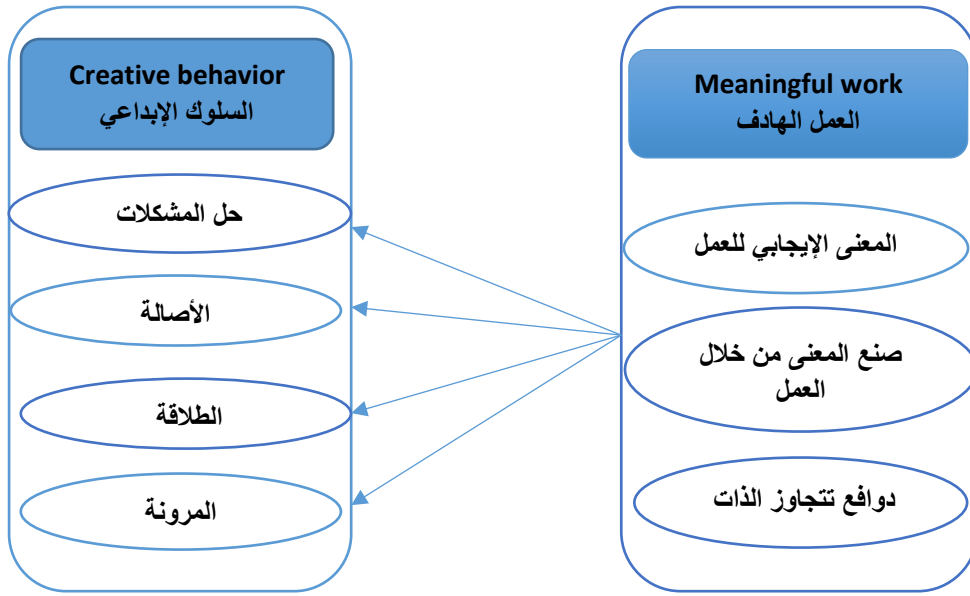 Meaningful work
العمل الهادف
المعنى الإيجابي للعمل
صنع المعنى من خلال
العمل
دوافع تتجاوز الذات
Creative behavior
السلوك الإبداعي
حل المشكلات
الأصالة
الطلاقة
المرونة